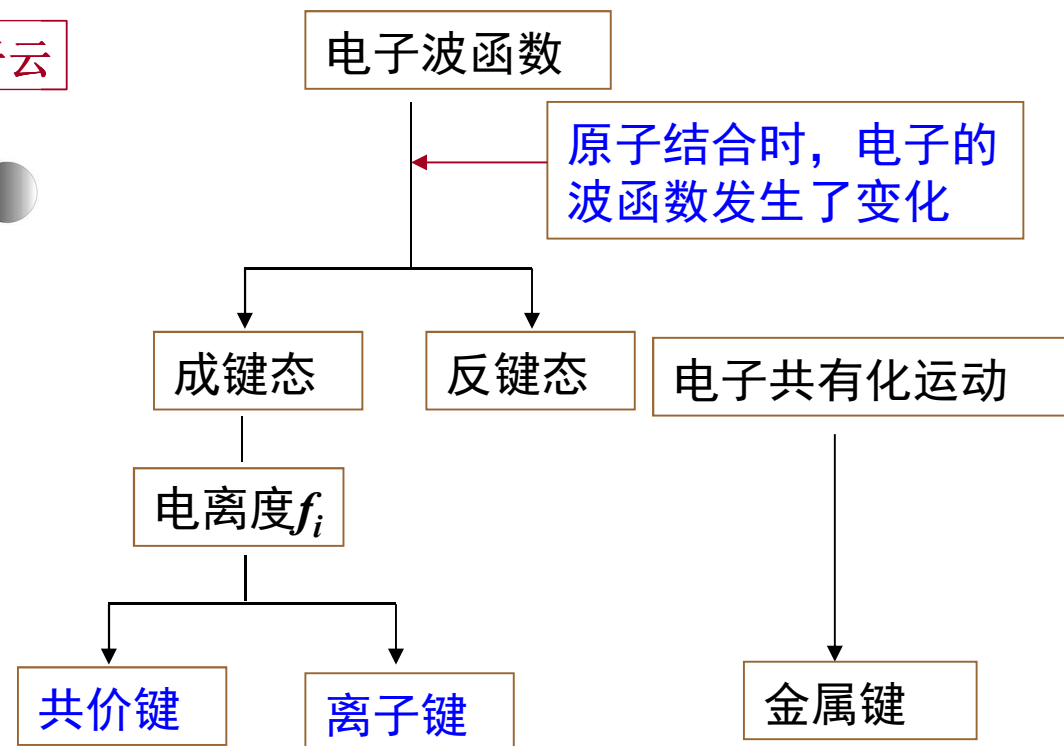 云
电子波函数
原子结合时，电子的
波函数发生了变化
成键态
反键态
电子共有化运动
电离度fi
共价键
离子键
金属键